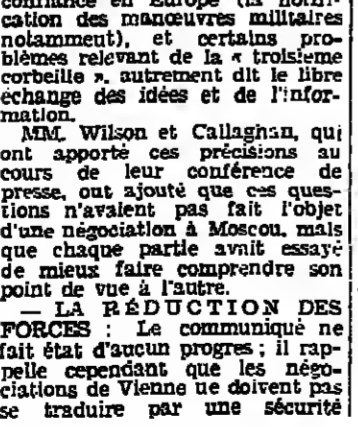 confiance en Europe (la notifi-
cation des manœuvres militaires
notamment), et certains pro-
blèmes relevant de la « troisième
corbeille », autrement dit le libre
échange des idées et de l'infor-
mation.
MM. Wilson et Callaghan, qui
ont apporté ces précisions au
cours de leur conférence de
presse, ont ajouté que ces ques-
tions n'avaient pas fait l'objet
d'une négociation à Moscou, mais
que chaque partie avait essayé
de mieux faire comprendre son
point de vue à l'autre.
— LA RÉDUCTION DES
FORCES : Le communiqué ne
fait état d'aucun progrès ; il rap-
pelle cependant que les négo-
ciations de Vienne ne doivent pas
se traduire par une sécurité